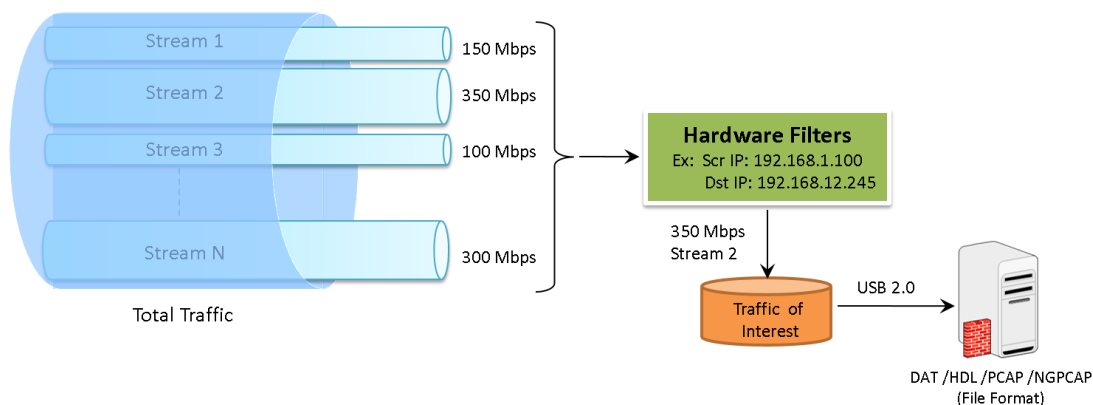 Stream 1
150 Mbps
Stream 2
350 Mbps
Stream 3
100 Mbps
Stream N
300 Mbps
Total Traffic
Hardware Filters
Ex: Scr IP: 192.168.1.100
Dst IP: 192.168.12.245
350 Mbps
Stream 2
Traffic of
Interest
USB 2.0
DAT /HDL /PCAP /NGPCAP
(File Format)